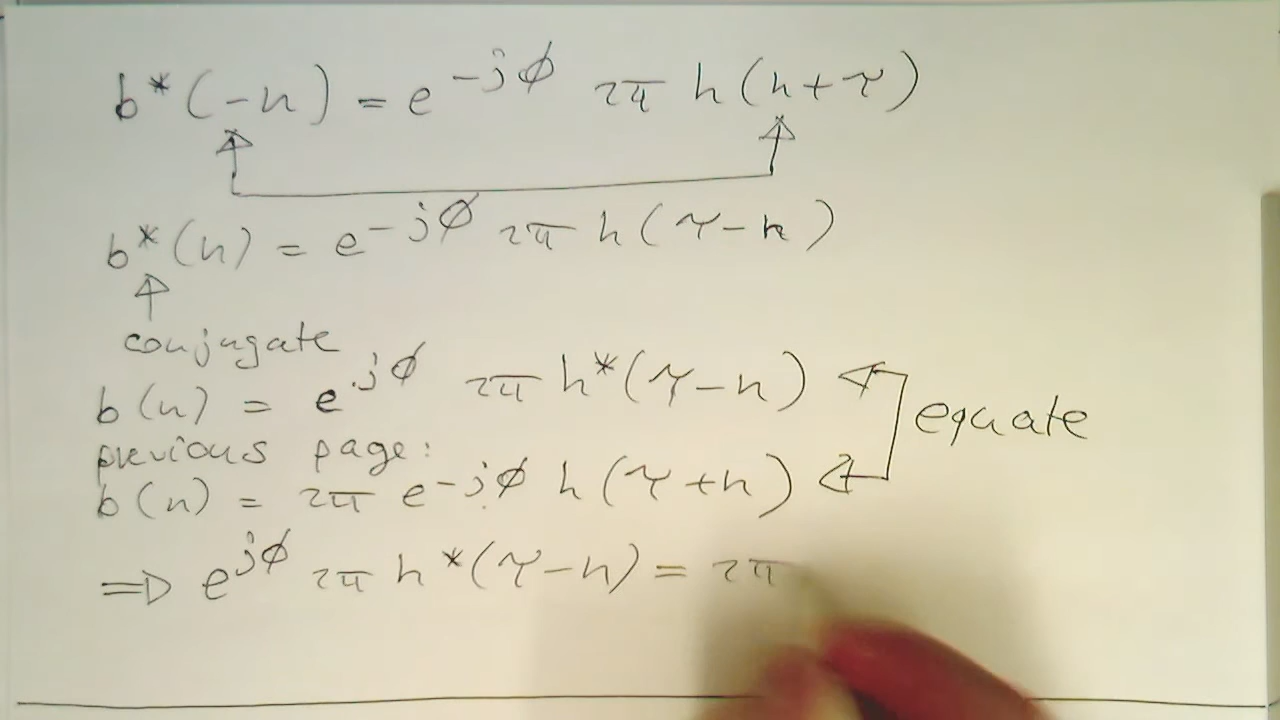 b*(-n) = e^{-jϕ} 2π h(n+τ)
b*(n) = e^{-jϕ} 2π h(τ-n)
conjugate
b(n) = e^{jϕ} 2π h*(τ-n)
equate
previous page:
b(n) = 2π e^{-jϕ} h(τ+n)
⇒ e^{jϕ} 2π h*(τ-n) = 2π